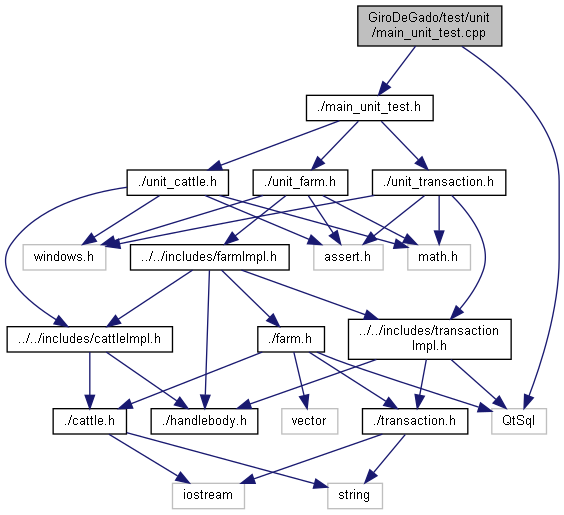 GiroDeGado/test/unit
/main_unit_test.cpp
./main_unit_test.h
./unit_cattle.h
./unit_farm.h
./unit_transaction.h
windows.h
../../includes/farmImpl.h
assert.h
math.h
../../includes/cattleImpl.h
./farm.h
../../includes/transaction
Impl.h
./cattle.h
./handlebody.h
vector
./transaction.h
QtSql
iostream
string